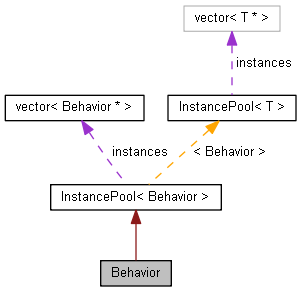 vector< T * >
instances
vector< Behavior * >
InstancePool< T >
instances
< Behavior >
InstancePool< Behavior >
Behavior